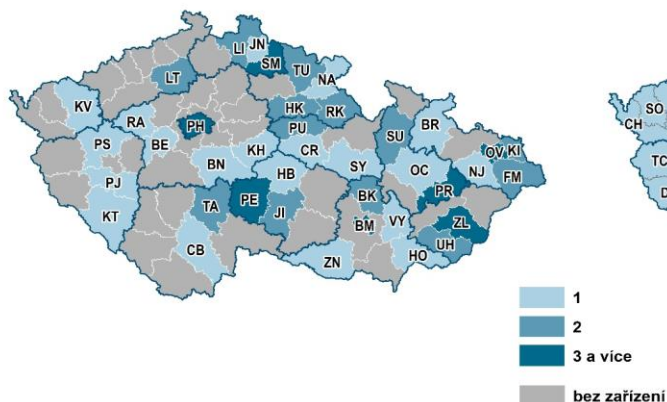 LI JN
SM
TU
NA
LT
KV
HK RK
RA
PH
PU
SU
BR
PS
BE
KH
CR
OV KI
BN
SY
OC
NJ
FM
PJ
HB
PR
KT
TA
PE
JI
BK
VY
ZL
BM
CB
UH
ZN
HO
SO
CH
TC
1
2
3 a více
bez zařízení